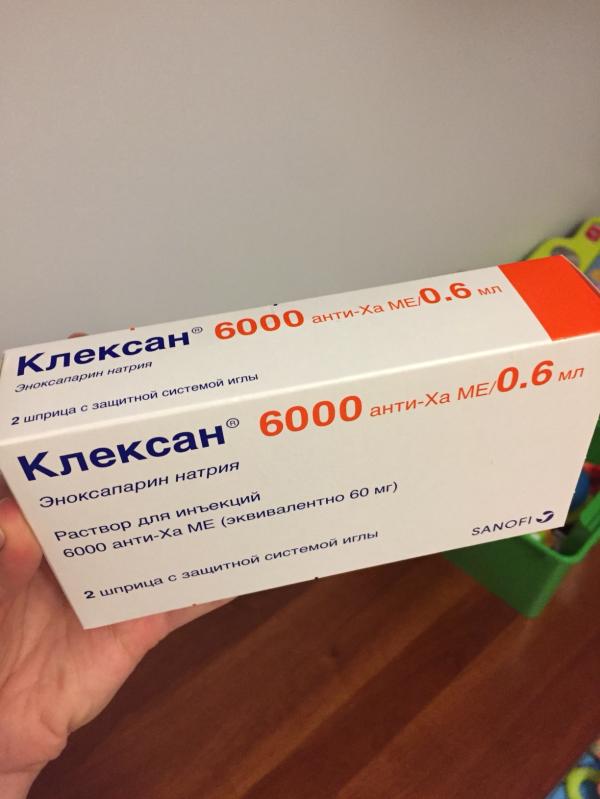 Клексан® 6000 анти-Ха МЕ/0.6 мл
Эноксапарин натрия
2 шприца с защитной системой иглы
Клексан® 6000 анти-Ха МЕ/0.6 мл
Эноксапарин натрия
Раствор для инъекций
6000 анти-Ха МЕ (эквивалентно 60 мг)
2 шприца с защитной системой иглы
SANOFI